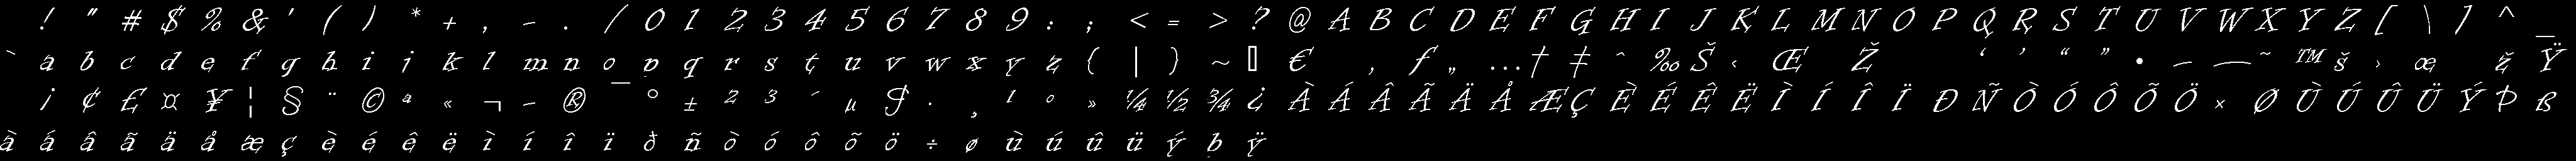 ! " # $ % & ' ( ) * + , - . / 0 1 2 3 4 5 6 7 8 9 : ; < = > ? @ A B C D E F G H I J K L M N O P Q R S T U V W X Y Z [ \ ] ^ _
` a b c d e f g h i j k l m n o p q r s t u v w x y z { | } ~ € , ƒ „ … † ‡ ˆ ‰ Š ‹ Œ Ž ‘ ’ “ ” • – — ˜ ™ š › œ ž Ÿ
¡ ¢ £ ¤ ¥ ¦ § ¨ © ª « ¬ - ® ¯ ° ± ² ³ ´ µ ¶ · ¸ ¹ º » ¼ ½ ¾ ¿ À Á Â Ã Ä Å Æ Ç È É Ê Ë Ì Í Î Ï Ð Ñ Ò Ó Ô Õ Ö × Ø Ù Ú Û Ü Ý Þ ß
à á â ã ä å æ ç è é ê ë ì í î ï ð ñ ò ó ô õ ö ÷ ø ù ú û ü ý þ ÿ